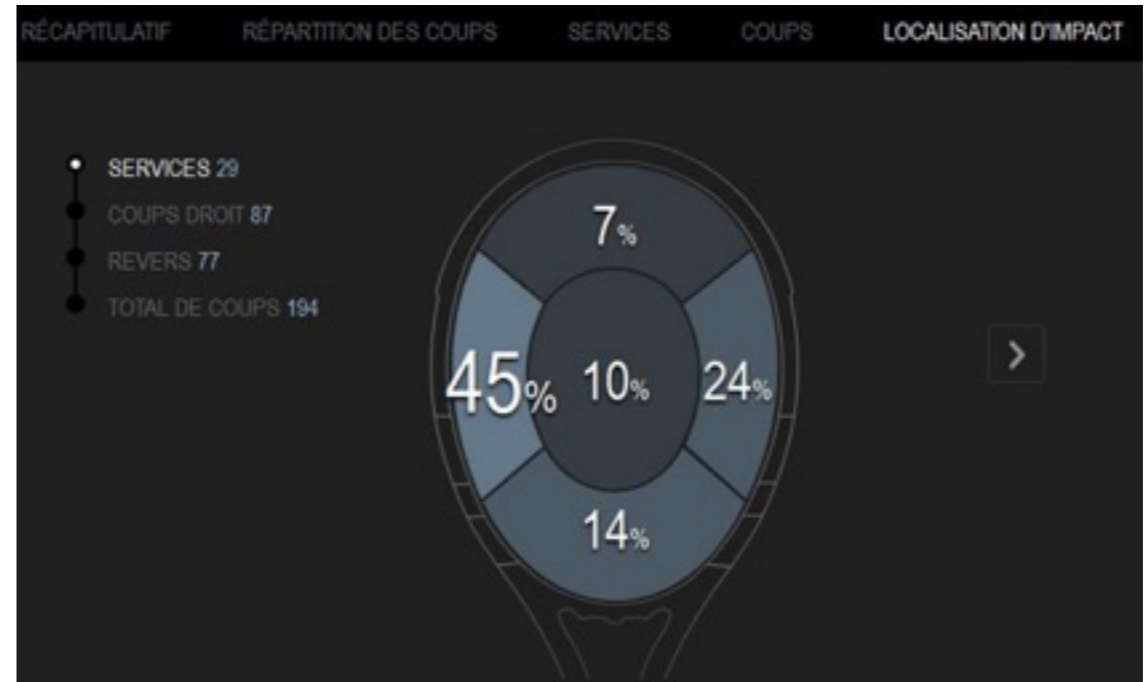 RÉCAPITULATIF RÉPARTITION DES COUPS SERVICES COUPS LOCALISATION D'IMPACT
SERVICES 29
COUPS DROIT 87
REVERS 77
TOTAL DE COUPS 194
7%
45% 10% 24%
14%